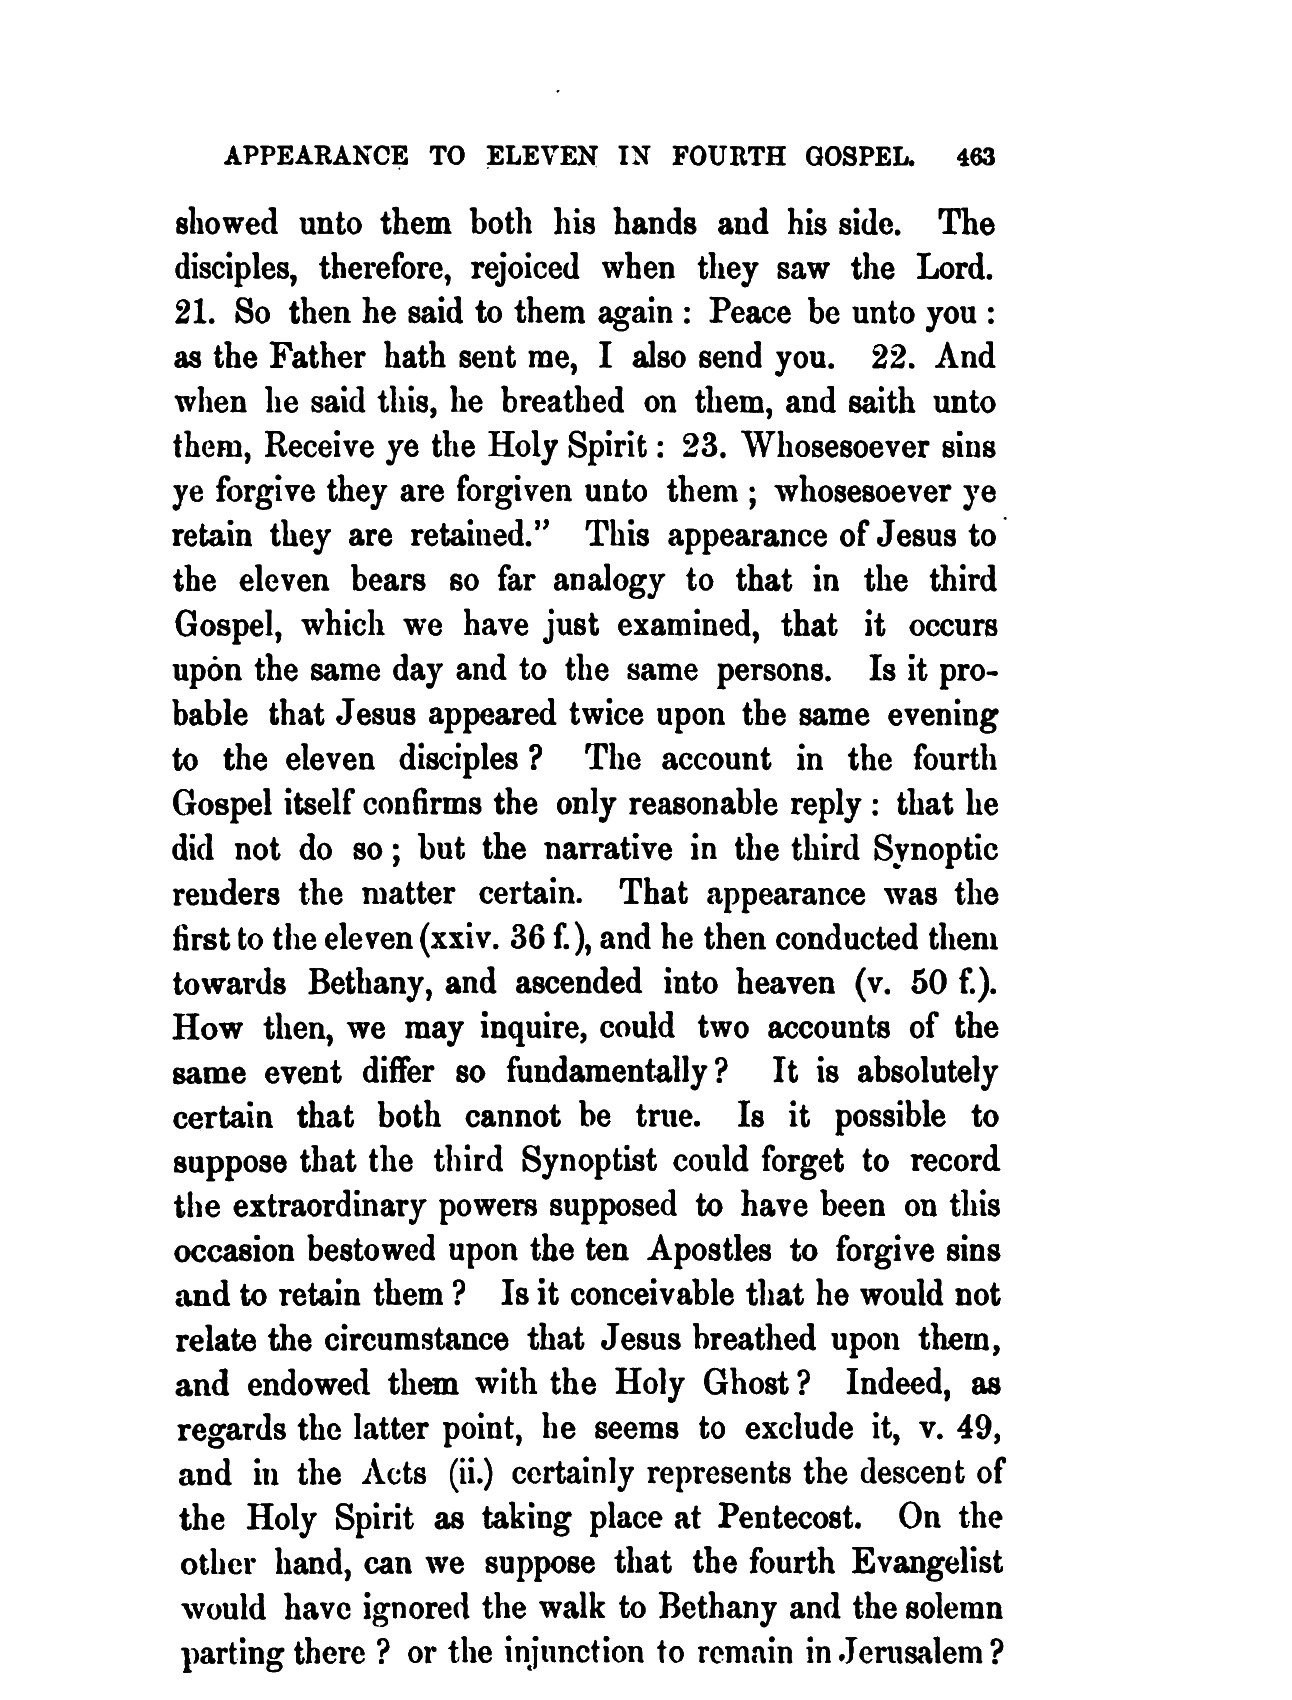 APPEARANCE TO ELEVEN IN FOURTH GOSPEL. 463
showed unto them both his hands and his side. The
disciples, therefore, rejoiced when they saw the Lord.
21. So then he said to them again : Peace be unto you :
as the Father hath sent me, I also send you. 22. And
when he said this, he breathed on them, and saith unto
them, Receive ye the Holy Spirit : 23. Whosesoever sins
ye forgive they are forgiven unto them ; whosesoever ye
retain they are retained.” This appearance of Jesus to
the eleven bears so far analogy to that in the third
Gospel, which we have just examined, that it occurs
upon the same day and to the same persons. Is it pro-
bable that Jesus appeared twice upon the same evening
to the eleven disciples ? The account in the fourth
Gospel itself confirms the only reasonable reply : that he
did not do so ; but the narrative in the third Synoptic
renders the matter certain. That appearance was the
first to the eleven (xxiv. 36 f.), and he then conducted them
towards Bethany, and ascended into heaven (v. 50 f.).
How then, we may inquire, could two accounts of the
same event differ so fundamentally ? It is absolutely
certain that both cannot be true. Is it possible to
suppose that the third Synoptist could forget to record
the extraordinary powers supposed to have been on this
occasion bestowed upon the ten Apostles to forgive sins
and to retain them ? Is it conceivable that he would not
relate the circumstance that Jesus breathed upon them,
and endowed them with the Holy Ghost ? Indeed, as
regards the latter point, he seems to exclude it, v. 49,
and in the Acts (ii.) certainly represents the descent of
the Holy Spirit as taking place at Pentecost. On the
other hand, can we suppose that the fourth Evangelist
would have ignored the walk to Bethany and the solemn
parting there ? or the injunction to remain in Jerusalem ?